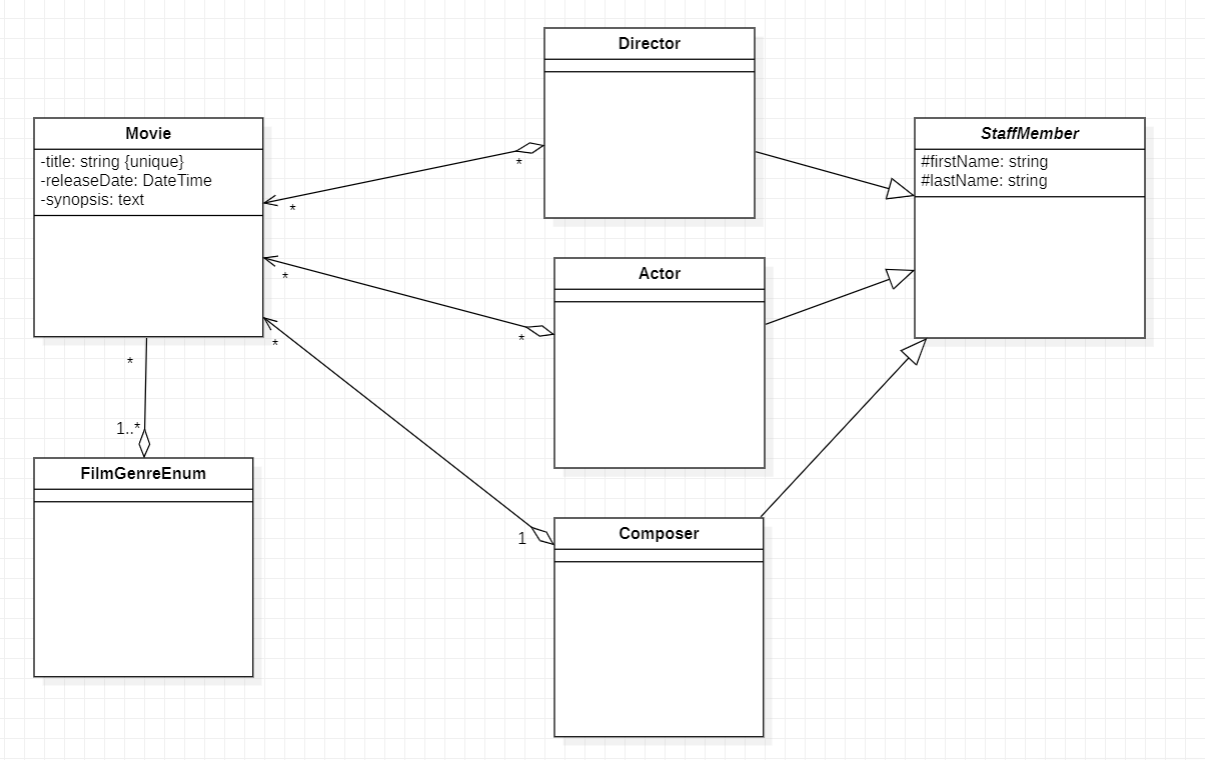 Director
*
Movie
-title: string {unique}
-releaseDate: DateTime
-synopsis: text
*
*
*
*
1..*
FilmGenreEnum
Actor
*
Composer
1
StaffMember
#firstName: string
#lastName: string